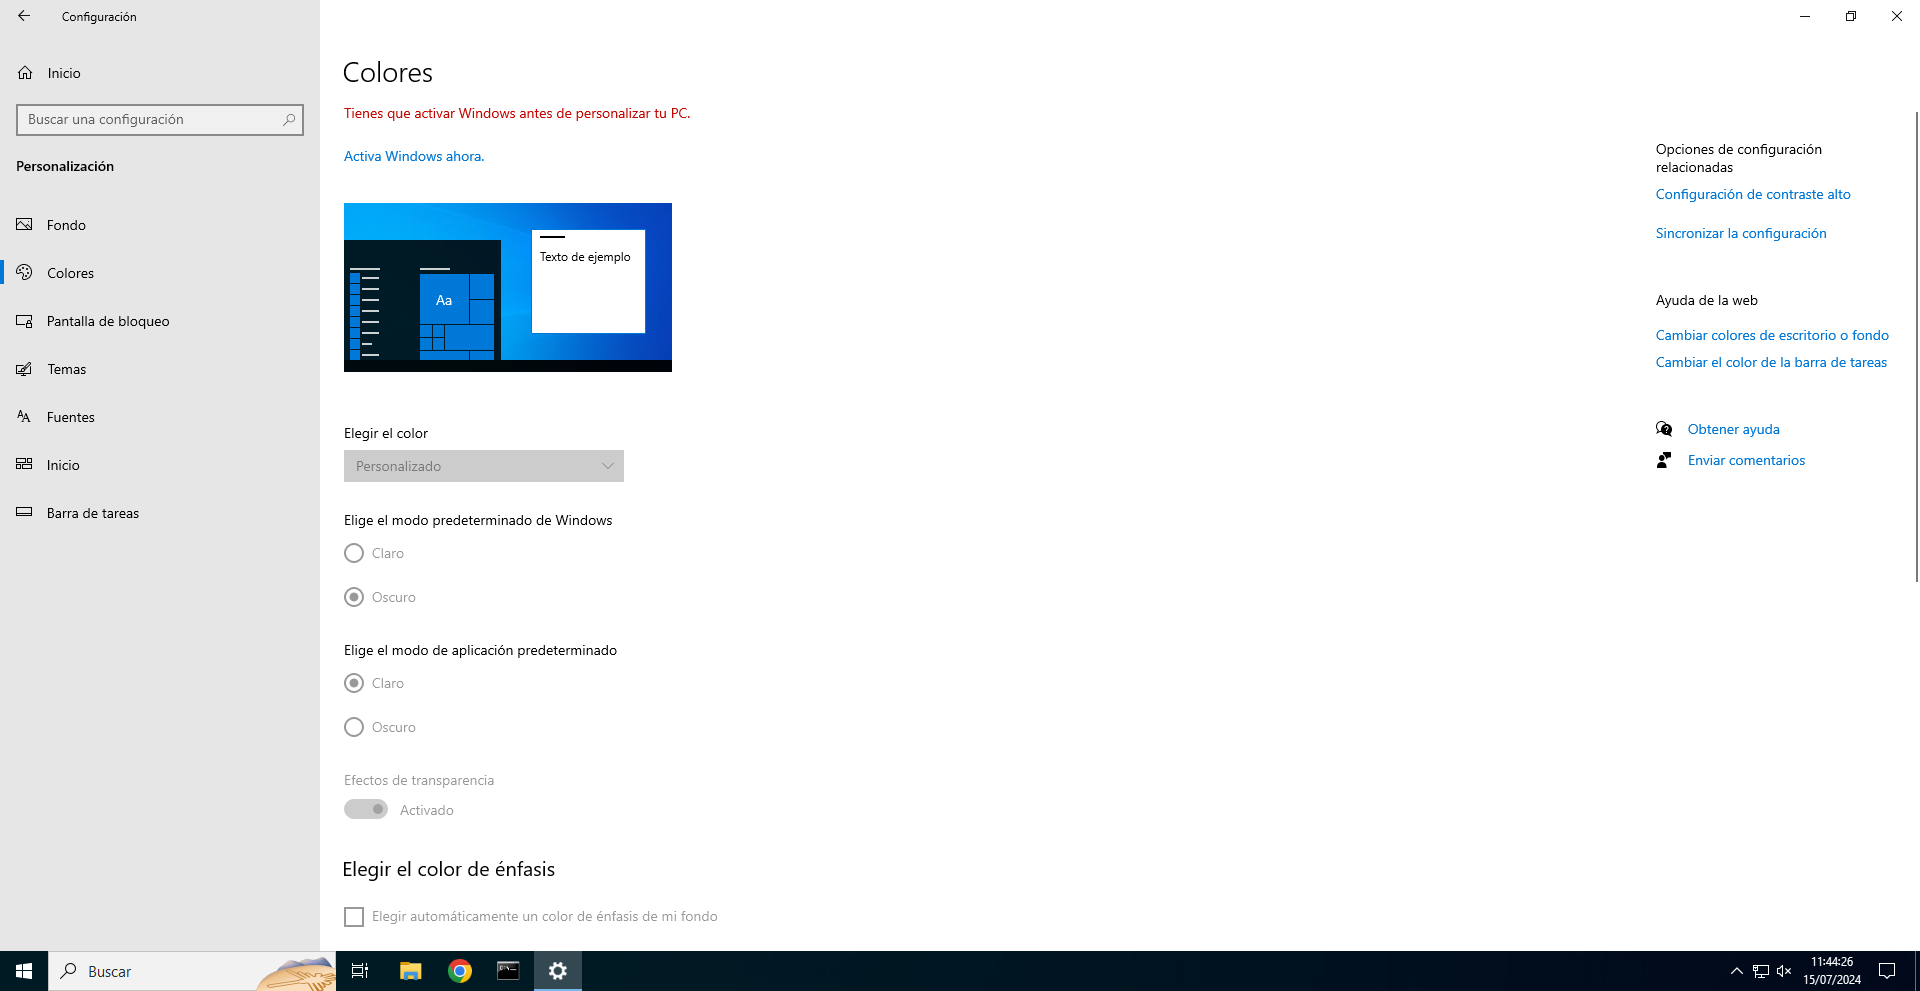 Configuración
Inicio
Buscar una configuración
Personalización
Fondo
Colores
Pantalla de bloqueo
Temas
Fuentes
Inicio
Barra de tareas
Colores
Tienes que activar Windows antes de personalizar tu PC.
Activa Windows ahora.
Texto de ejemplo
Aa
Elegir el color
Personalizado
Elige el modo predeterminado de Windows
Claro
Oscuro
Elige el modo de aplicación predeterminado
Claro
Oscuro
Efectos de transparencia
Activado
Elegir el color de énfasis
Elegir automáticamente un color de énfasis de mi fondo
Opciones de configuración
relacionadas
Configuración de contraste alto
Sincronizar la configuración
Ayuda de la web
Cambiar colores de escritorio o fondo
Cambiar el color de la barra de tareas
Obtener ayuda
Enviar comentarios
Buscar
11:44:26
15/07/2024